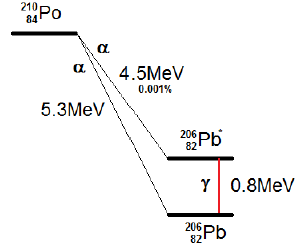 210
84Po
α
α
4.5MeV
0.001%
5.3MeV
206
82Pb*
γ
0.8MeV
206
82Pb